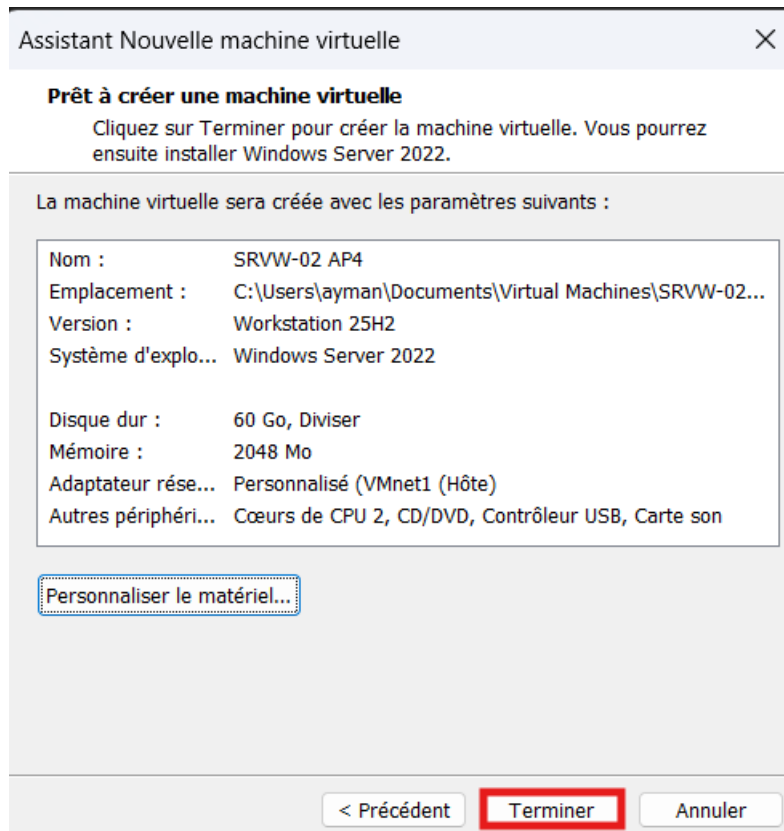 Assistant Nouvelle machine virtuelle
Prêt à créer une machine virtuelle
Cliquez sur Terminer pour créer la machine virtuelle. Vous pourrez
ensuite installer Windows Server 2022.
La machine virtuelle sera créée avec les paramètres suivants :
Nom : SRVW-02 AP4
Emplacement : C:\Users\ayman\Documents\Virtual Machines\SRVW-02...
Version : Workstation 25H2
Système d'explo... Windows Server 2022
Disque dur : 60 Go, Diviser
Mémoire : 2048 Mo
Adaptateur rése... Personnalisé (VMnet1 (Hôte)
Autres périphéri... Cœurs de CPU 2, CD/DVD, Contrôleur USB, Carte son
Personnaliser le matériel...
< Précédent Terminer Annuler